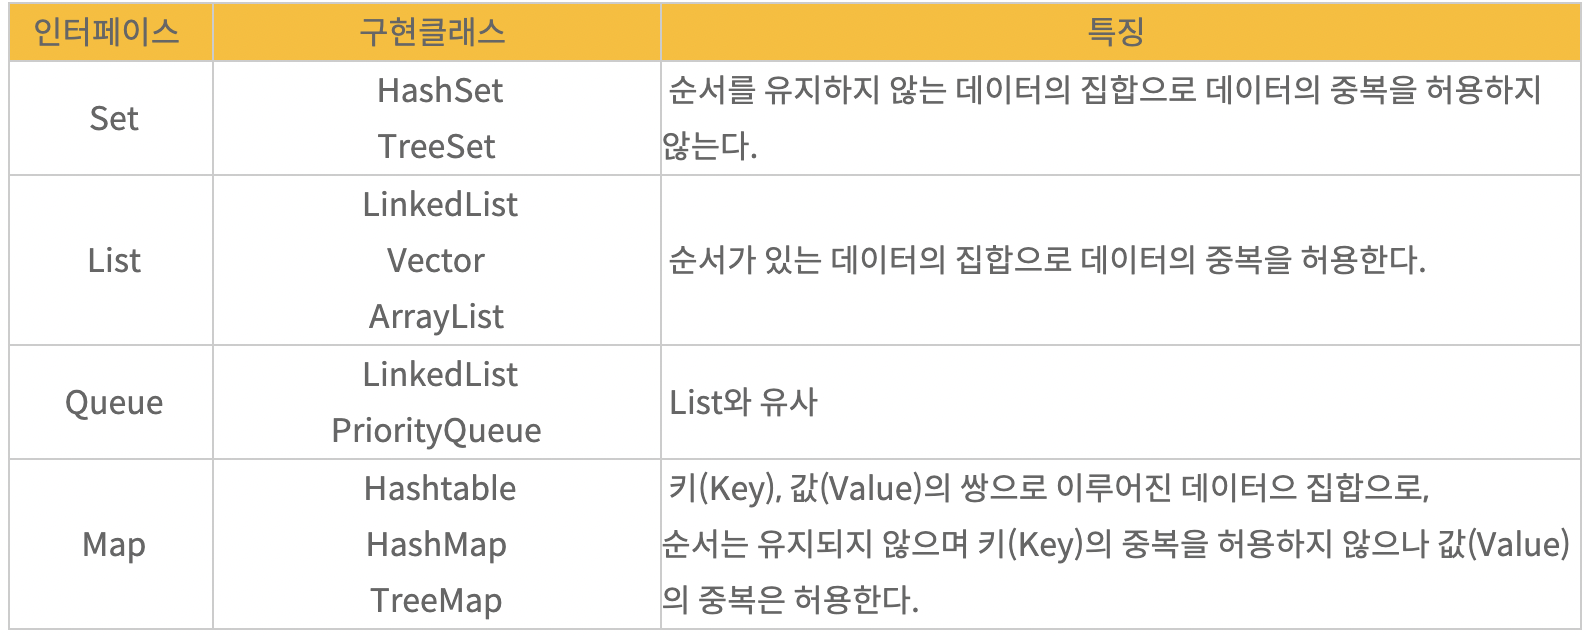 인터페이스 구현클래스 특징
Set
HashSet
TreeSet
순서를 유지하지 않는 데이터의 집합으로 데이터의 중복을 허용하지
않는다.
List
LinkedList
Vector
ArrayList
순서가 있는 데이터의 집합으로 데이터의 중복을 허용한다.
Queue
LinkedList
PriorityQueue
List와 유사
Map
Hashtable
HashMap
TreeMap
키(Key), 값(Value)의 쌍으로 이루어진 데이터으 집합으로,
순서는 유지되지 않으며 키(Key)의 중복을 허용하지 않으나 값(Value)
의 중복은 허용한다.